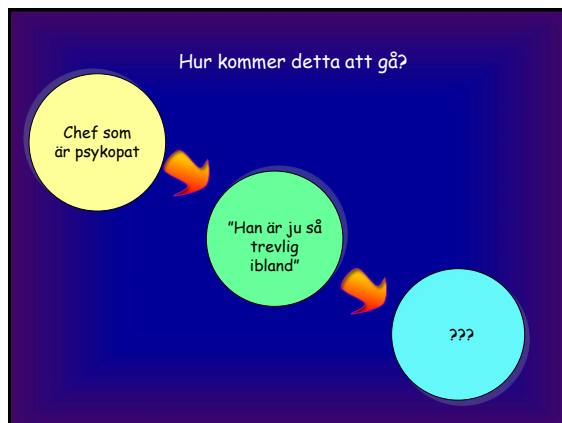 Hur kommer detta att gå?
Chef som
är psykopat
”Han är ju så
trevlig
ibland”
???